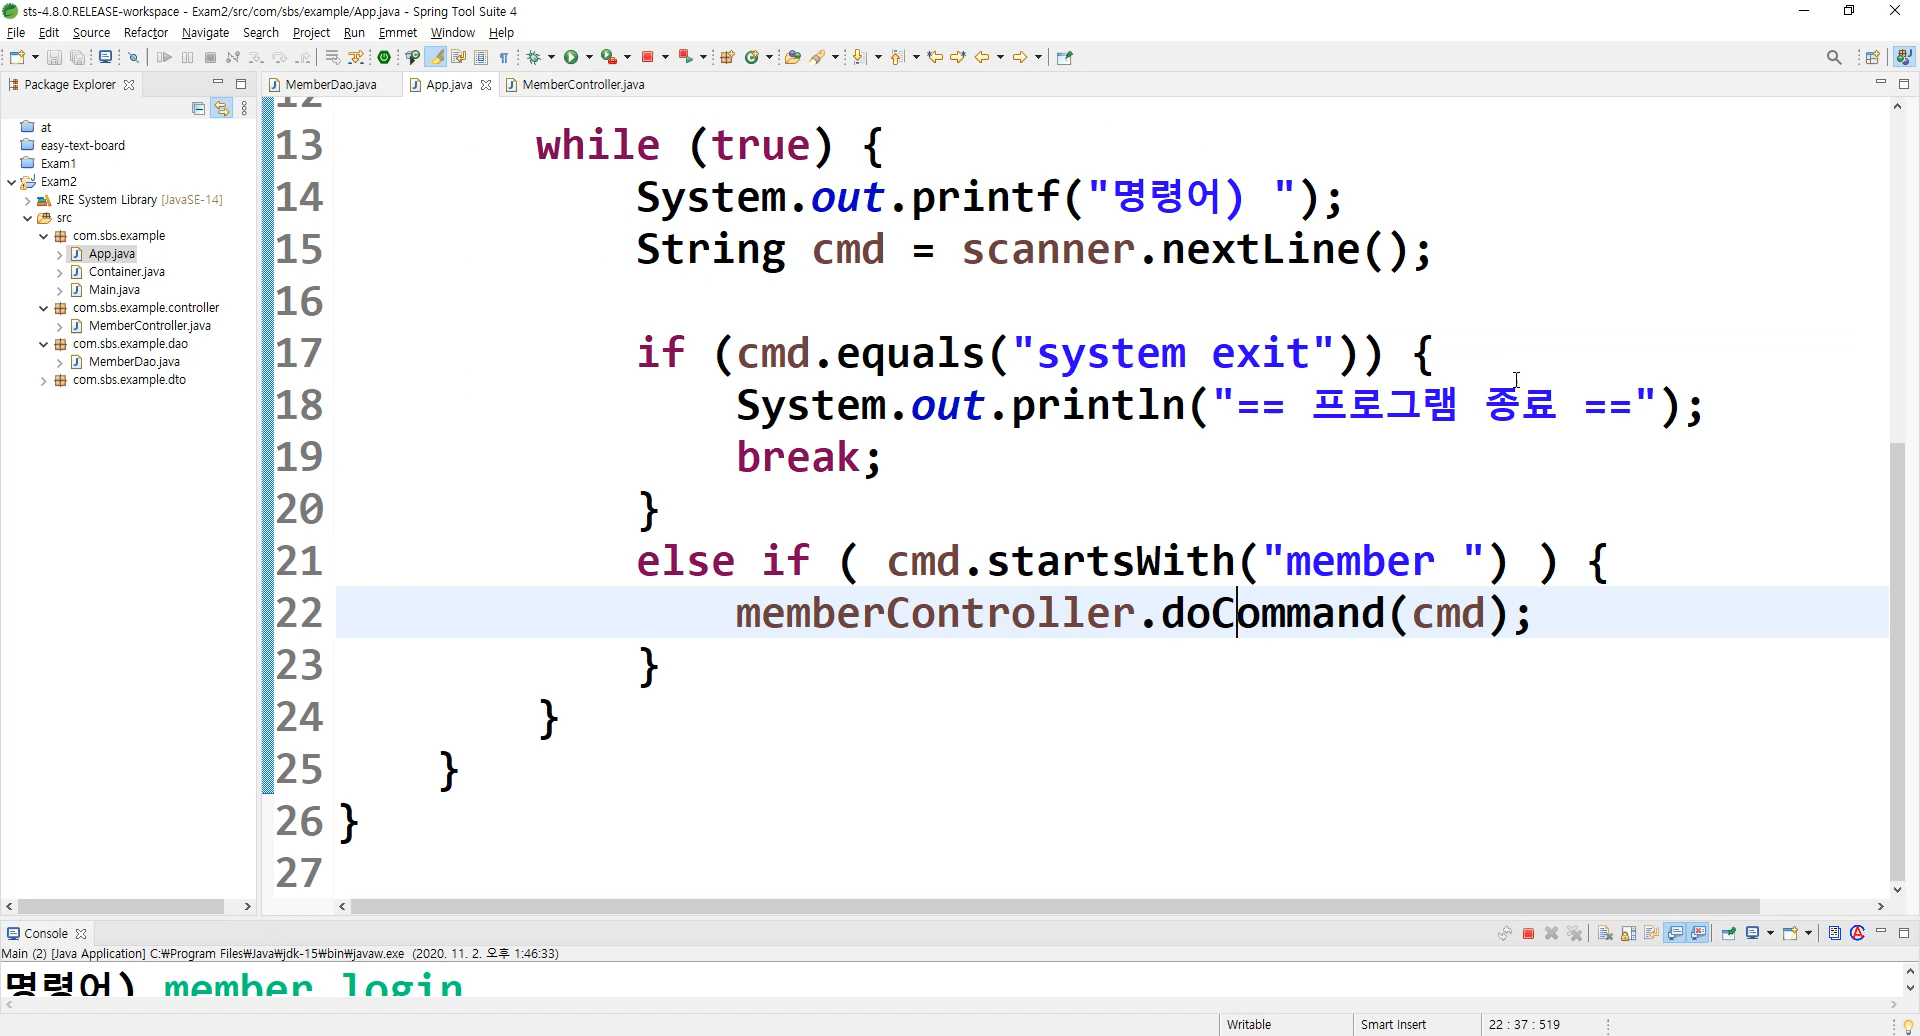 sts-4.8.0.RELEASE-workspace - Exam2/src/com/sbs/example/App.java - Spring Tool Suite 4
File Edit Source Refactor Navigate Search Project Run Emmet Window Help
Package Explorer
MemberDao.java App.java MemberController.java
at
easy-text-board
Exam1
Exam2
JRE System Library [JavaSE-14]
src
com.sbs.example
App.java
Container.java
Main.java
com.sbs.example.controller
MemberController.java
com.sbs.example.dao
MemberDao.java
com.sbs.example.dto
12
13 while (true) {
14 System.out.printf("명령어) ");
15 String cmd = scanner.nextLine();
16
17 if (cmd.equals("system exit")) {
18 System.out.println("== 프로그램 종료 ==");
19 break;
20 }
21 else if ( cmd.startsWith("member ") ) {
22 memberController.doCommand(cmd);
23 }
24 }
25 }
26 }
27
Console
Main (2) [Java Application] C:₩Program Files₩Java₩jdk-15₩bin₩javaw.exe (2020. 11. 2. 오후 1:46:33)
명령어) member login
Writable Smart Insert 22 : 37 : 519